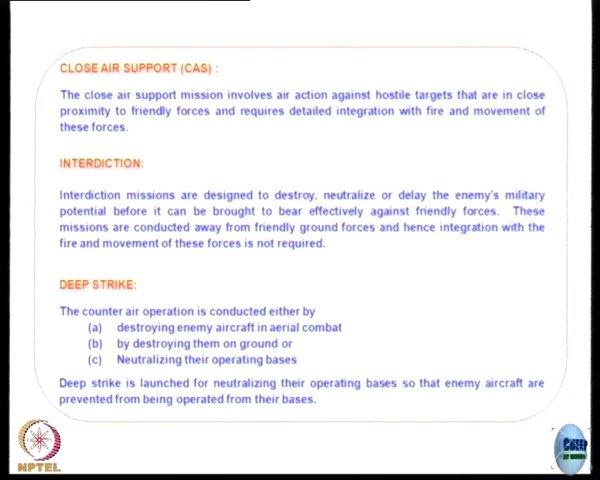 CLOSE AIR SUPPORT (CAS) :
The close air support mission involves air action against hostile targets that are in close
proximity to friendly forces and requires detailed integration with fire and movement of
these forces.
INTERDICTION:
Interdiction missions are designed to destroy, neutralize or delay the enemy's military
potential before it can be brought to bear effectively against friendly forces. These
missions are conducted away from friendly ground forces and hence integration with the
fire and movement of these forces is not required.
DEEP STRIKE:
The counter air operation is conducted either by
(a) destroying enemy aircraft in aerial combat
(b) by destroying them on ground or
(c) Neutralizing their operating bases
Deep strike is launched for neutralizing their operating bases so that enemy aircraft are
prevented from being operated from their bases.
NPTEL